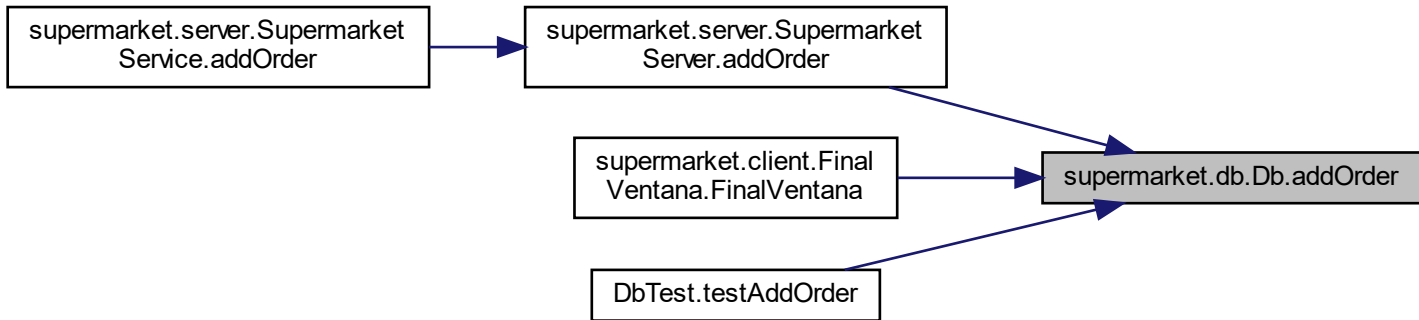 supermarket.server.Supermarket
Service.addOrder
supermarket.server.Supermarket
Server.addOrder
supermarket.client.Final
Ventana.FinalVentana
supermarket.db.Db.addOrder
DbTest.testAddOrder